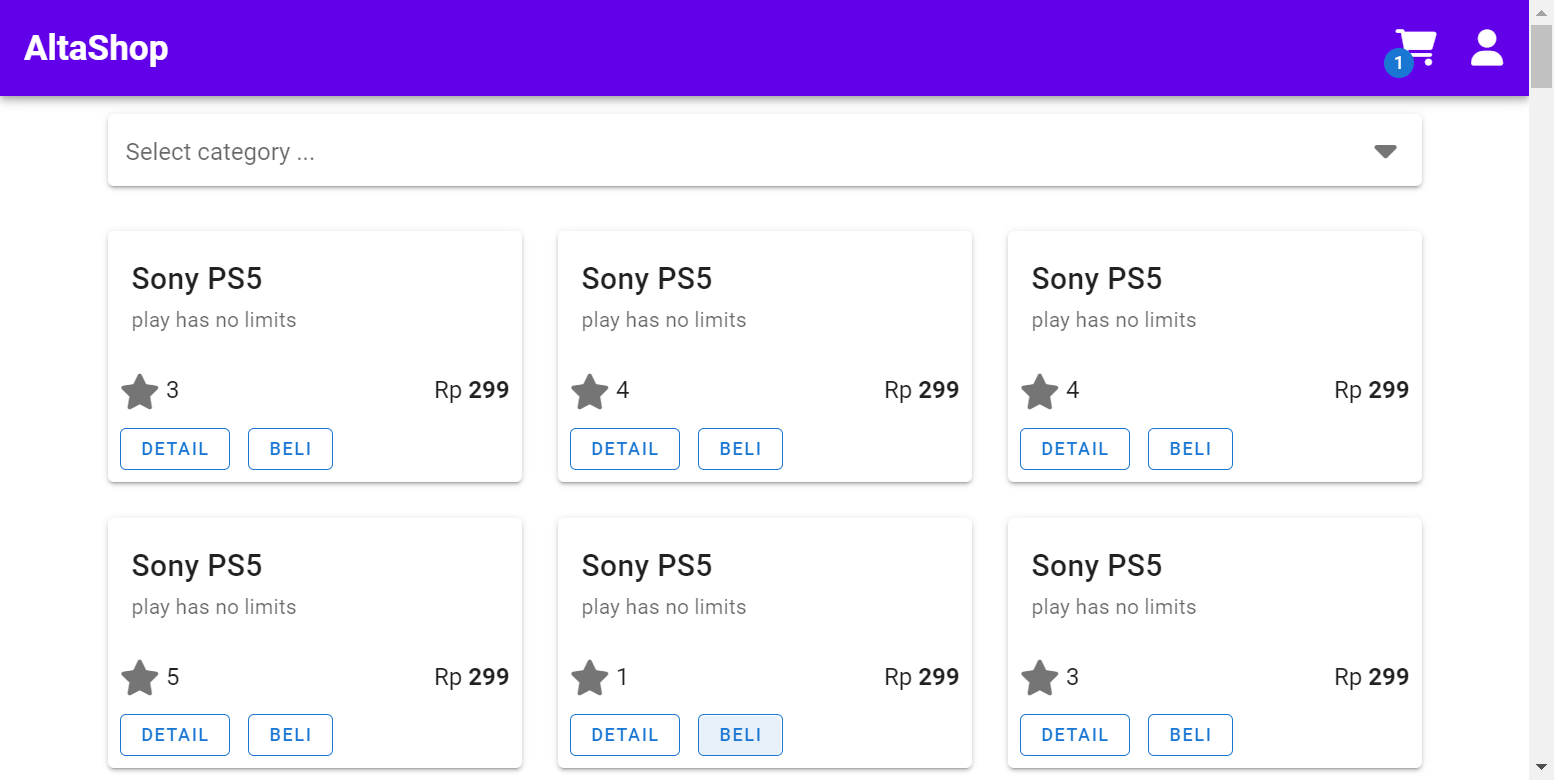 AltaShop
1
Select category ...
Sony PS5
play has no limits
3 Rp 299
DETAIL BELI
Sony PS5
play has no limits
4 Rp 299
DETAIL BELI
Sony PS5
play has no limits
4 Rp 299
DETAIL BELI
Sony PS5
play has no limits
5 Rp 299
DETAIL BELI
Sony PS5
play has no limits
1 Rp 299
DETAIL BELI
Sony PS5
play has no limits
3 Rp 299
DETAIL BELI